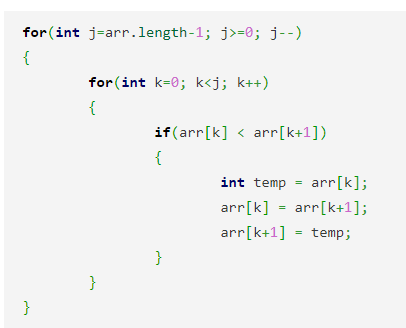 for(int j=arr.length-1; j>=0; j--)
{
for(int k=0; k<j; k++)
{
if(arr[k] < arr[k+1])
{
int temp = arr[k];
arr[k] = arr[k+1];
arr[k+1] = temp;
}
}
}